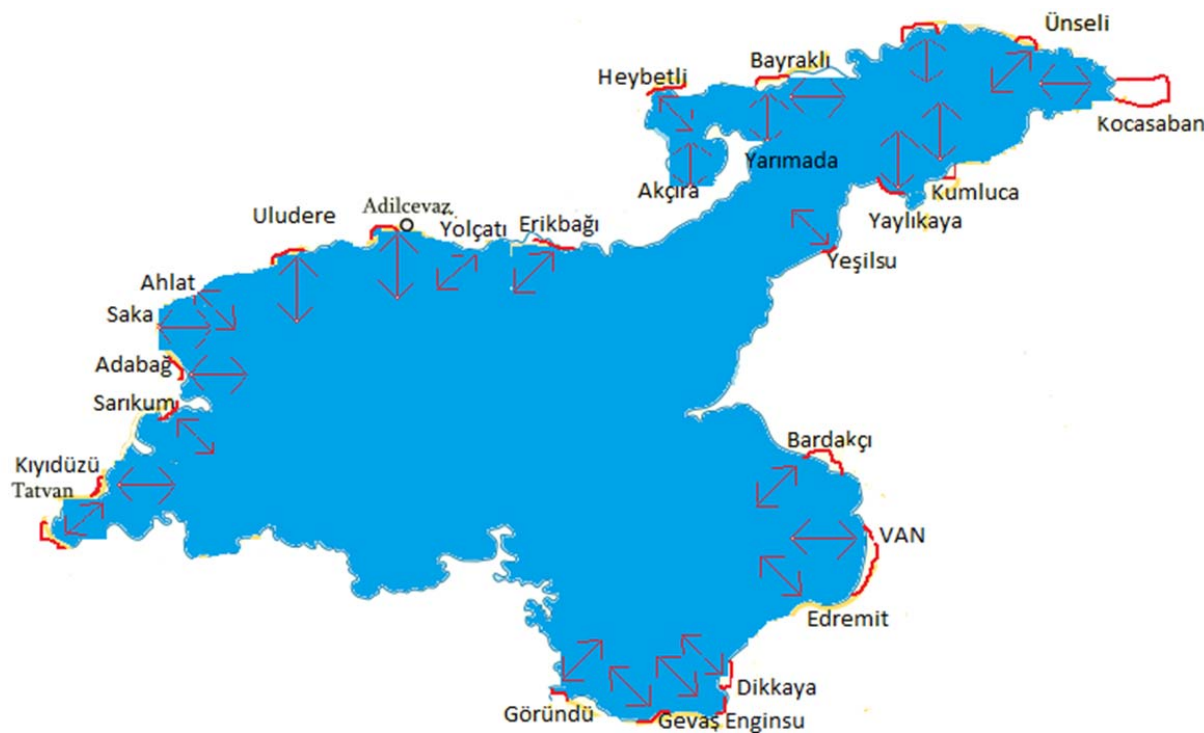 Ünseli
Bayraklı
Heybetli
Kocasaban
Yarımada
Akçıra
Kumluca
Yaylıkaya
Adilcevaz
Uludere
Yolçatı
Erikbağı
Yeşilsu
Ahlat
Saka
Adabağ
Sarıkum
Bardakçı
Kıyıdüzü
Tatvan
VAN
Edremit
Dikkaya
Göründü
Gevaş Enginsu